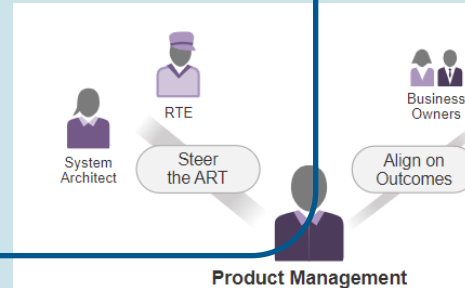 RTE
Business
Owners
System
Architect
Steer
the ART
Align on
Outcomes
Product Management